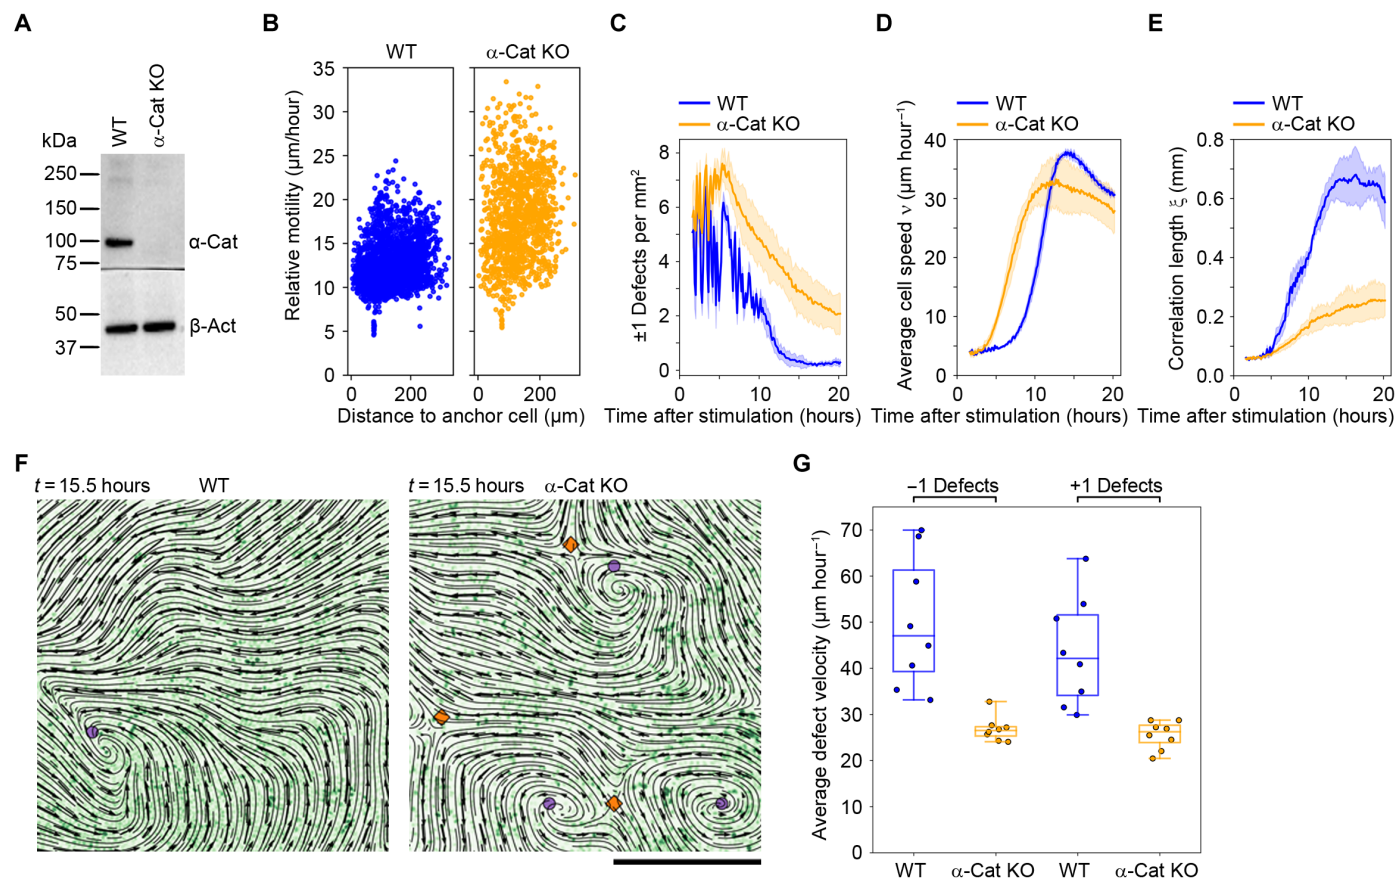 A
WT
α-Cat KO
kDa
250
150
100
75
50
37
α-Cat
β-Act
B
WT
α-Cat KO
Relative motility (μm/hour)
35
30
25
20
15
10
5
0
0
200
0
200
Distance to anchor cell (μm)
C
WT
α-Cat KO
±1 Defects per mm²
8
6
4
2
0
0
10
20
Time after stimulation (hours)
D
WT
α-Cat KO
Average cell speed ν (μm hour⁻¹)
40
30
20
10
0
0
10
20
Time after stimulation (hours)
E
WT
α-Cat KO
Correlation length ξ (mm)
0.8
0.6
0.4
0.2
0.0
0
10
20
Time after stimulation (hours)
F
t = 15.5 hours WT
t = 15.5 hours α-Cat KO
G
−1 Defects
+1 Defects
Average defect velocity (μm hour⁻¹)
70
60
50
40
30
20
10
0
WT
α-Cat KO
WT
α-Cat KO